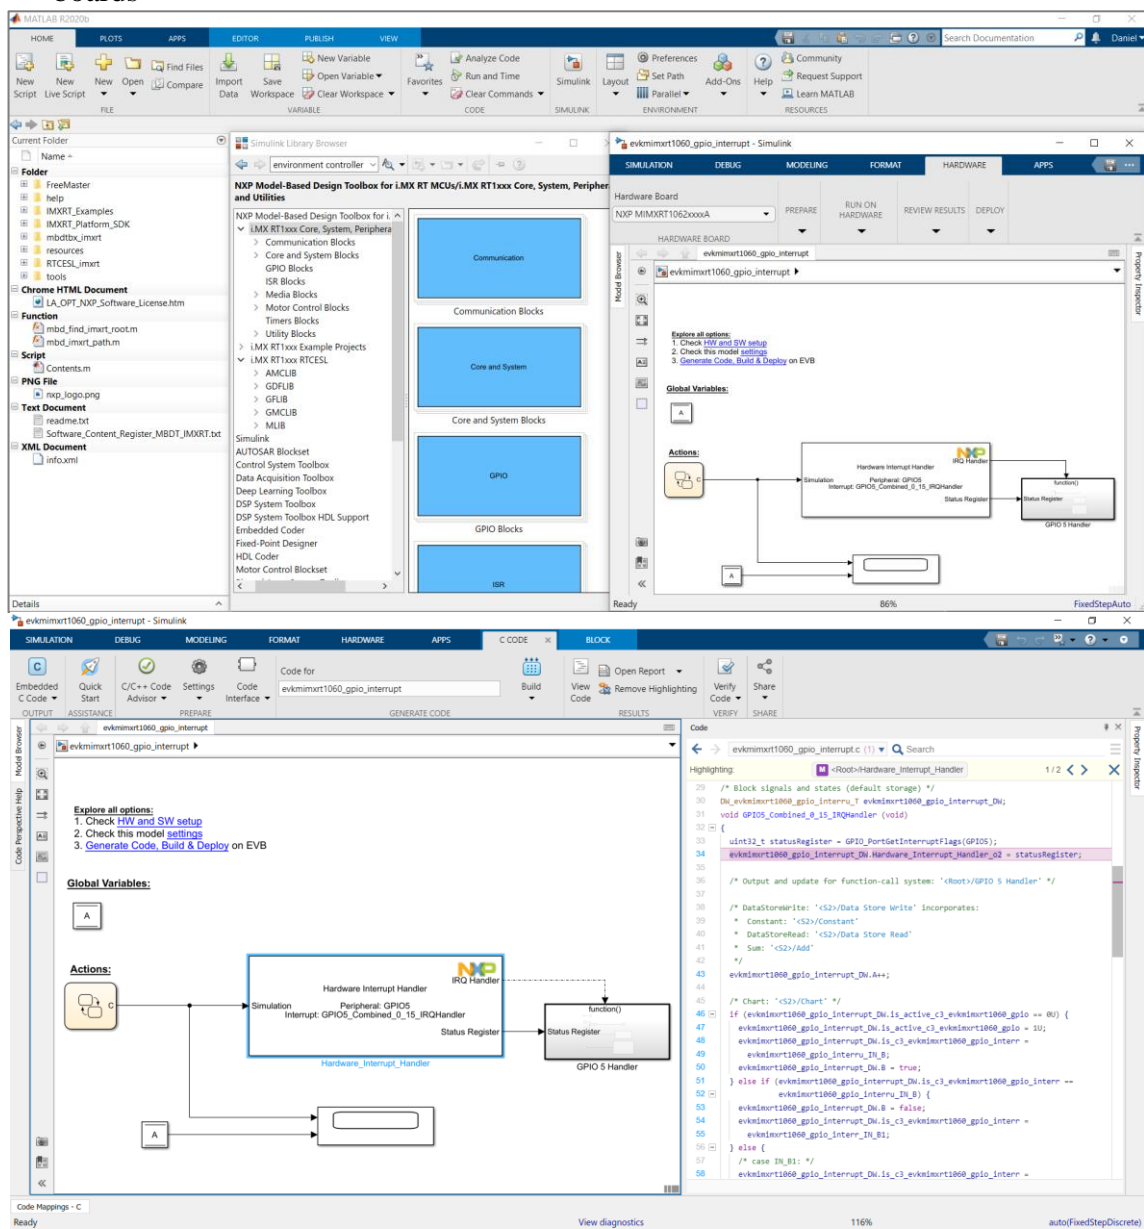 boards
MATLAB R2020b
HOME PLOTS APPS EDITOR PUBLISH VIEW
Search Documentation
Daniel
New Script
New Live Script
New
Open
Find Files
Compare
FILE
Import Data
Save Workspace
New Variable
Open Variable
Clear Workspace
VARIABLE
Favorites
Analyze Code
Run and Time
Clear Commands
CODE
Simulink
SIMULINK
Layout
Preferences
Set Path
Parallel
Add-Ons
ENVIRONMENT
Help
Community
Request Support
Learn MATLAB
RESOURCES
Current Folder
Name
Folder
FreeMaster
help
IMXRT_Examples
IMXRT_Platform_SDK
mbdtbx_imxrt
resources
RTCESL_imxrt
tools
Chrome HTML Document
LA_OPT_NXP_Software_License.htm
Function
mbd_find_imxrt_root.m
mbd_imxrt_path.m
Script
Contents.m
PNG File
nxp_logo.png
Text Document
readme.txt
Software_Content_Register_MBDT_IMXRT.txt
XML Document
info.xml
Details
Simulink Library Browser
environment controller
NXP Model-Based Design Toolbox for i.MX RT MCUs/i.MX RT1xxx Core, System, Periphe
and Utilities
NXP Model-Based Design Toolbox for i.
i.MX RT1xxx Core, System, Periphera
Communication Blocks
Core and System Blocks
GPIO Blocks
ISR Blocks
Media Blocks
Motor Control Blocks
Timers Blocks
Utility Blocks
i.MX RT1xxx Example Projects
i.MX RT1xxx RTCESL
AMCLIB
GDFLIB
GFLIB
GMCLIB
MLIB
Simulink
AUTOSAR Blockset
Control System Toolbox
Data Acquisition Toolbox
Deep Learning Toolbox
DSP System Toolbox
DSP System Toolbox HDL Support
Embedded Coder
Fixed-Point Designer
HDL Coder
Motor Control Blockset
Communication
Communication Blocks
Core and System
Core and System Blocks
GPIO
GPIO Blocks
ISR
evkmimxrt1060_gpio_interrupt - Simulink
SIMULATION DEBUG MODELING FORMAT HARDWARE APPS
Hardware Board
NXP MIMXRT1062xxxxA
HARDWARE BOARD
PREPARE
RUN ON HARDWARE
REVIEW RESULTS
DEPLOY
evkmimxrt1060_gpio_interrupt
evkmimxrt1060_gpio_interrupt
Model Browser
Property Inspector
Explore all options:
1. Check HW and SW setup
2. Check this model settings
3. Generate Code, Build & Deploy on EVB
Global Variables:
A
Actions:
C
NXP
IRQ Handler
Hardware Interrupt Handler
Simulation
Peripheral: GPIO5
Interrupt: GPIO5_Combined_0_15_IRQHandler
Status Register
function()
Status Register
GPIO 5 Handler
A
Ready 86% FixedStepAuto
evkmimxrt1060_gpio_interrupt - Simulink
SIMULATION DEBUG MODELING FORMAT HARDWARE APPS C CODE BLOCK
Embedded C Code
OUTPUT
Quick Start
ASSISTANCE
C/C++ Code Advisor
Settings
PREPARE
Code Interface
Code for
evkmimxrt1060_gpio_interrupt
Build
GENERATE CODE
View Code
Open Report
Remove Highlighting
RESULTS
Verify Code
VERIFY
Share
SHARE
evkmimxrt1060_gpio_interrupt
evkmimxrt1060_gpio_interrupt
Model Browser
Code Perspective Help
Explore all options:
1. Check HW and SW setup
2. Check this model settings
3. Generate Code, Build & Deploy on EVB
Global Variables:
A
Actions:
C
NXP
IRQ Handler
Hardware Interrupt Handler
Simulation
Peripheral: GPIO5
Interrupt: GPIO5_Combined_0_15_IRQHandler
Status Register
Hardware_Interrupt_Handler
function()
Status Register
GPIO 5 Handler
A
Code
evkmimxrt1060_gpio_interrupt.c (1) Search
Highlighting: M <Root>/Hardware_Interrupt_Handler 1/2
Property Inspector
29 /* Block signals and states (default storage) */
30 DW_evkmimxrt1060_gpio_interru_T evkmimxrt1060_gpio_interrupt_DW;
31 void GPIO5_Combined_0_15_IRQHandler (void)
32 {
33 uint32_t statusRegister = GPIO_PortGetInterruptFlags(GPIO5);
34 evkmimxrt1060_gpio_interrupt_DW.Hardware_Interrupt_Handler_o2 = statusRegister;
35
36 /* Output and update for function-call system: '<Root>/GPIO 5 Handler' */
37
38 /* DataStoreWrite: '<S2>/Data Store Write' incorporates:
39 * Constant: '<S2>/Constant'
40 * DataStoreRead: '<S2>/Data Store Read'
41 * Sum: '<S2>/Add'
42 */
43 evkmimxrt1060_gpio_interrupt_DW.A++;
44
45 /* Chart: '<S2>/Chart' */
46 if (evkmimxrt1060_gpio_interrupt_DW.is_active_c3_evkmimxrt1060_gpio == 0U) {
47 evkmimxrt1060_gpio_interrupt_DW.is_active_c3_evkmimxrt1060_gpio = 1U;
48 evkmimxrt1060_gpio_interrupt_DW.is_c3_evkmimxrt1060_gpio_interr =
49 evkmimxrt1060_gpio_interru_IN_B;
50 evkmimxrt1060_gpio_interrupt_DW.B = true;
51 } else if (evkmimxrt1060_gpio_interrupt_DW.is_c3_evkmimxrt1060_gpio_interr ==
52 evkmimxrt1060_gpio_interru_IN_B) {
53 evkmimxrt1060_gpio_interrupt_DW.B = false;
54 evkmimxrt1060_gpio_interrupt_DW.is_c3_evkmimxrt1060_gpio_interr =
55 evkmimxrt1060_gpio_interr_IN_B1;
56 } else {
57 /* case IN_B1: */
58 evkmimxrt1060_gpio_interrupt_DW.is_c3_evkmimxrt1060_gpio_interr =
Code Mappings - C
Ready View diagnostics 116% auto(FixedStepDiscrete)